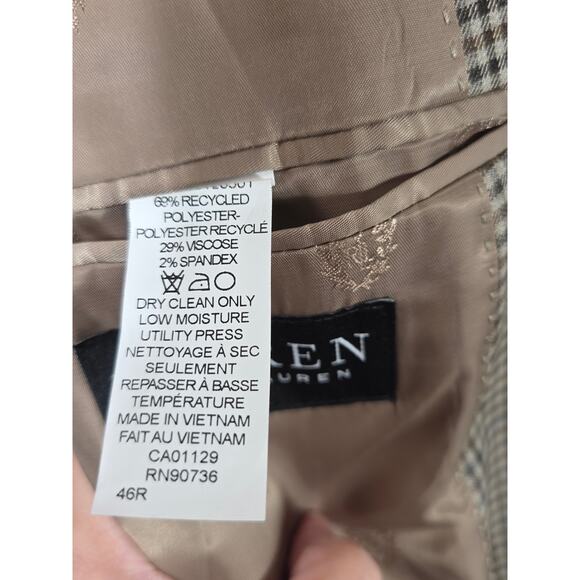 69% RECYCLED
POLYESTER-
POLYESTER RECYCLÉ
29% VISCOSE
2% SPANDEX
DRY CLEAN ONLY
LOW MOISTURE
UTILITY PRESS
NETTOYAGE À SEC
SEULEMENT
REPASSER À BASSE
TEMPÉRATURE
MADE IN VIETNAM
FAIT AU VIETNAM
CA01129
RN90736
46R